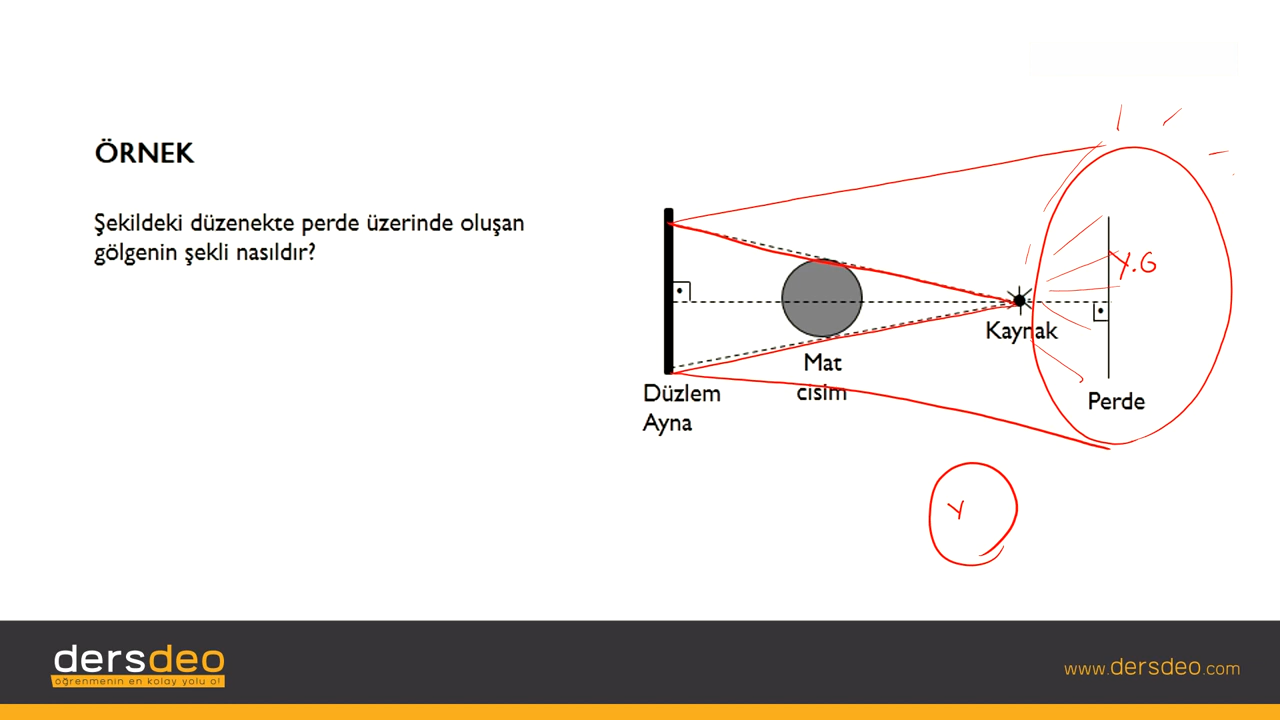 ÖRNEK
Şekildeki düzenekte perde üzerinde oluşan
gölgenin şekli nasıldır?
Y.G
Kaynak
Mat
cisim
Düzlem
Ayna
Perde
Y
dersdeo
öğrenmenin en kolay yolu o!
www.dersdeo.com